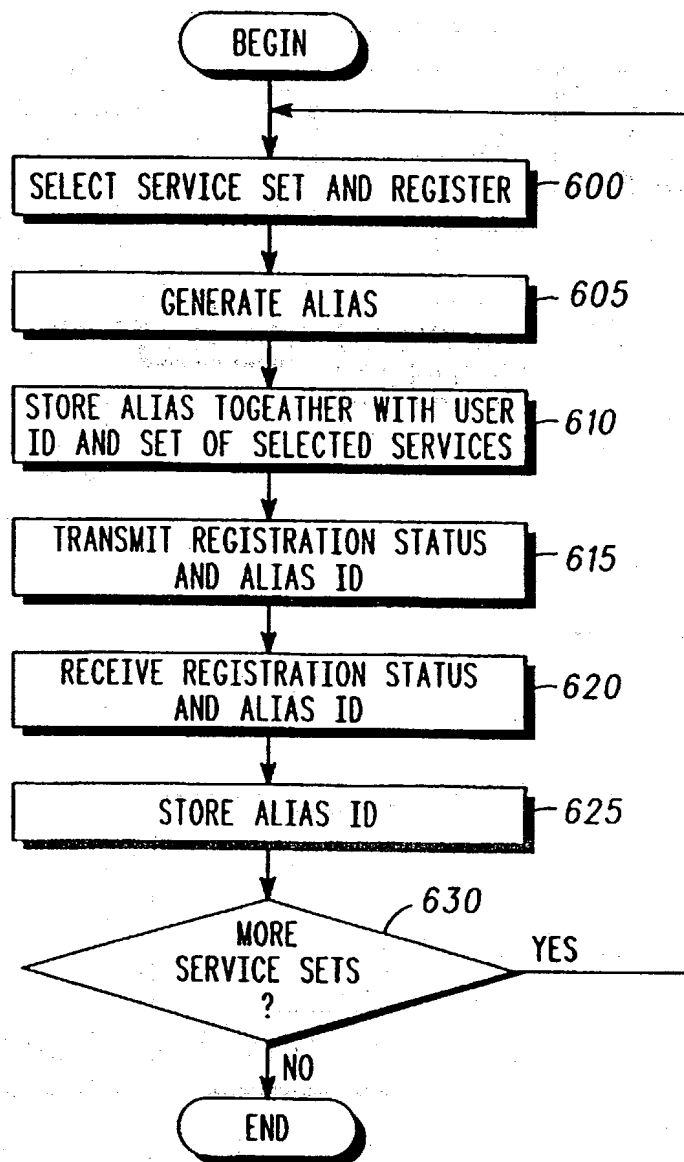 BEGIN
SELECT SERVICE SET AND REGISTER
600
GENERATE ALIAS
605
STORE ALIAS TOGEATHER WITH USER
ID AND SET OF SELECTED SERVICES
610
TRANSMIT REGISTRATION STATUS
AND ALIAS ID
615
RECEIVE REGISTRATION STATUS
AND ALIAS ID
620
STORE ALIAS ID
625
630
MORE
SERVICE SETS
?
YES
NO
END